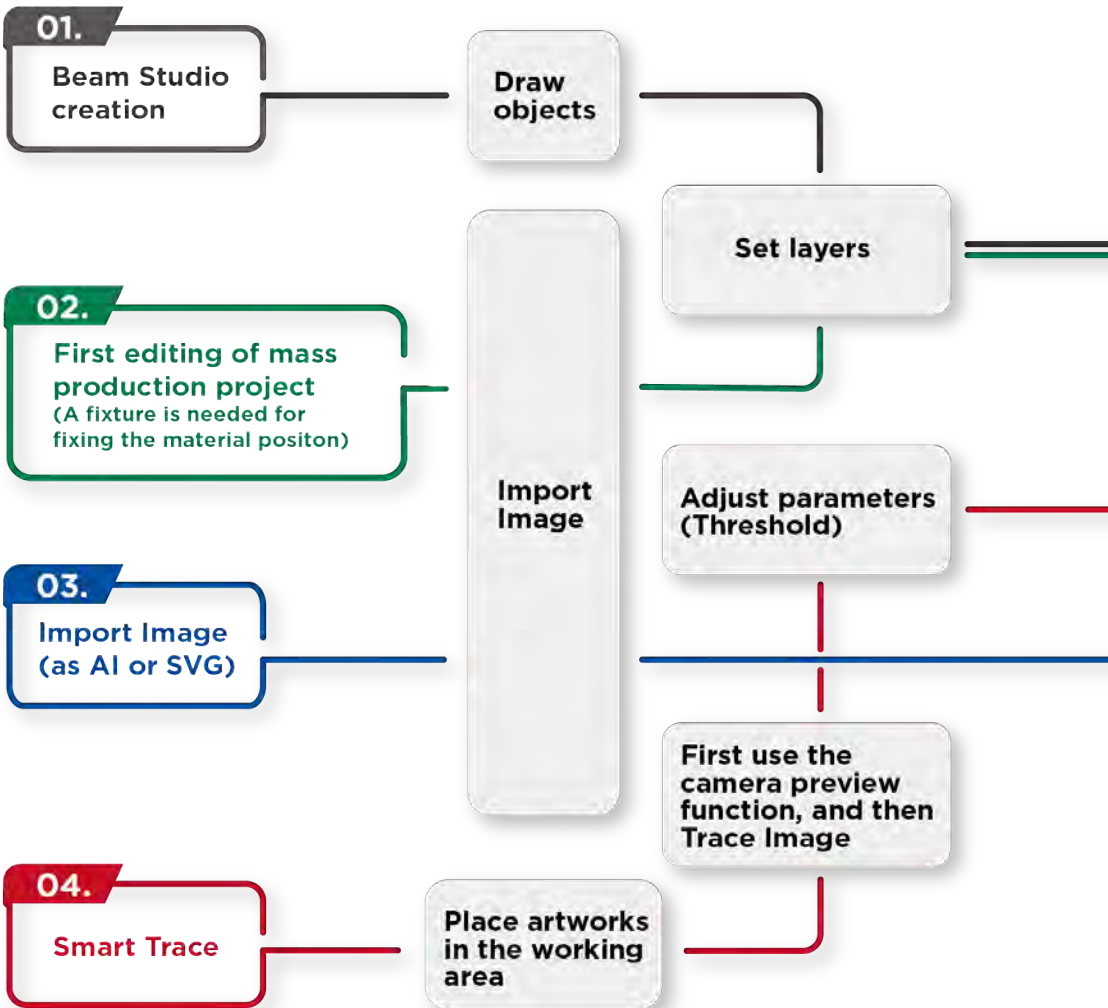 01.
Beam Studio
creation
Draw
objects
Set layers
02.
First editing of mass
production project
(A fixture is needed for
fixing the material positon)
Import
Image
Adjust parameters
(Threshold)
03.
Import Image
(as AI or SVG)
First use the
camera preview
function, and then
Trace Image
04.
Smart Trace
Place artworks
in the working
area